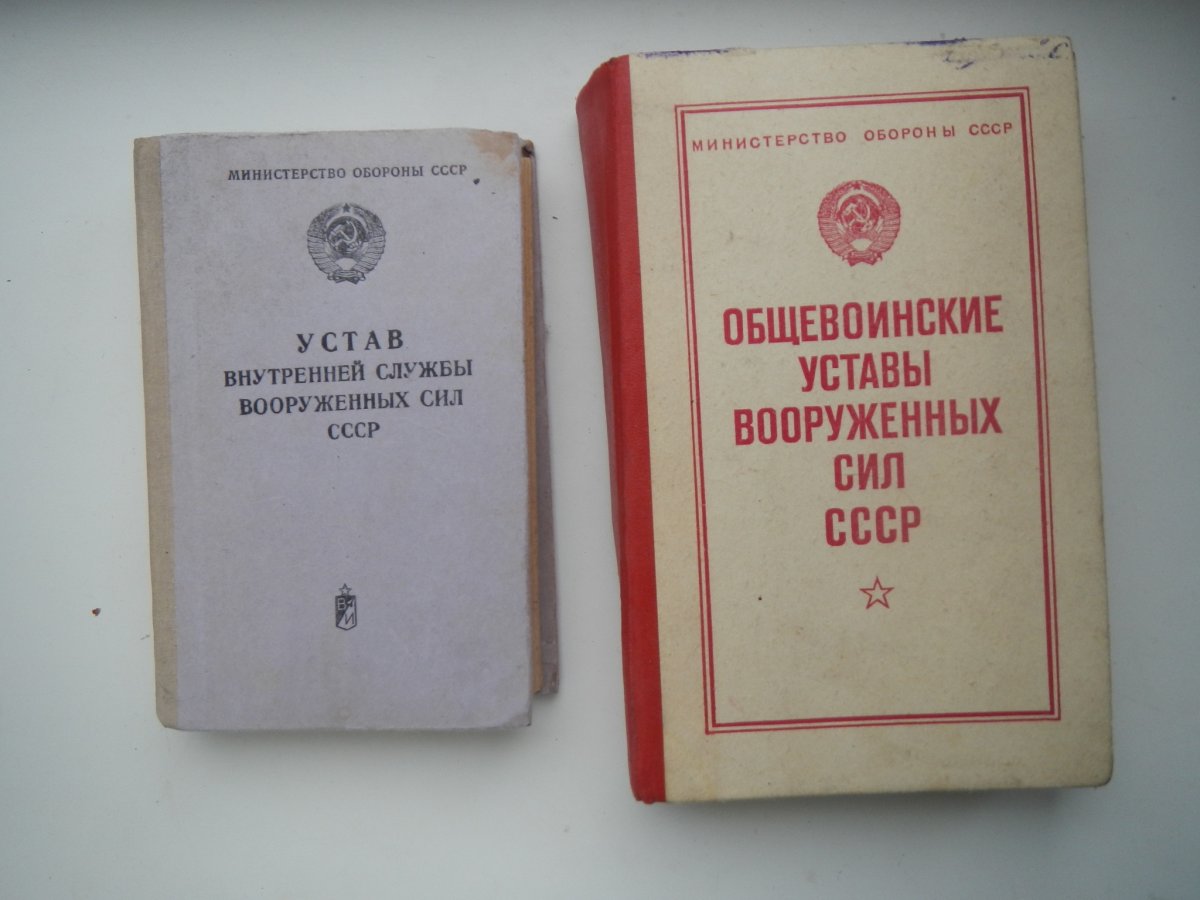 МИНИСТЕРСТВО ОБОРОНЫ СССР
УСТАВ
ВНУТРЕННЕЙ СЛУЖБЫ
ВООРУЖЕННЫХ СИЛ
СССР
В
И
МИНИСТЕРСТВО ОБОРОНЫ СССР
ОБЩЕВОИНСКИЕ
УСТАВЫ
ВООРУЖЕННЫХ
СИЛ
СССР